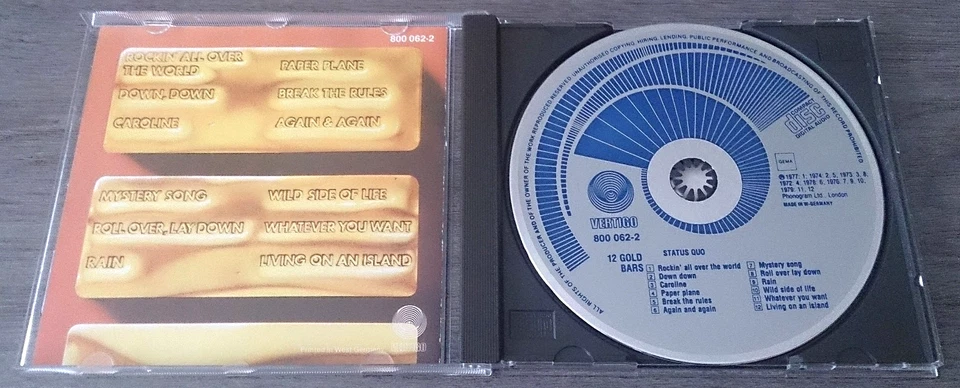 800 062-2
ROCKIN' ALL OVER
THE WORLD
PAPER PLANE
DOWN, DOWN
BREAK THE RULES
CAROLINE
AGAIN & AGAIN
MYSTERY SONG
WILD SIDE OF LIFE
ROLL OVER, LAY DOWN
WHATEVER YOU WANT
RAIN
LIVING ON AN ISLAND
Printed in West Germany
ALL RIGHTS OF THE PRODUCER AND OF THE OWNER OF THE WORK REPRODUCED RESERVED. UNAUTHORISED COPYING, HIRING, LENDING, PUBLIC PERFORMANCE AND BROADCASTING OF THIS RECORD PROHIBITED
COMPACT
disc
DIGITAL AUDIO
GEMA
℗ 1977: 1; 1974: 2, 5, 1973: 3, 8,
1972: 4; 1978: 6; 1976: 7, 9, 10,
1979: 11, 12
Phonogram Ltd., London
MADE IN W-GERMANY
VERTIGO
800 062-2
STATUS QUO
12 GOLD
BARS
1 Rockin' all over the world
2 Down down
3 Caroline
4 Paper plane
5 Break the rules
6 Again and again
7 Mystery song
8 Roll over lay down
9 Rain
10 Wild side of life
11 Whatever you want
12 Living on an island